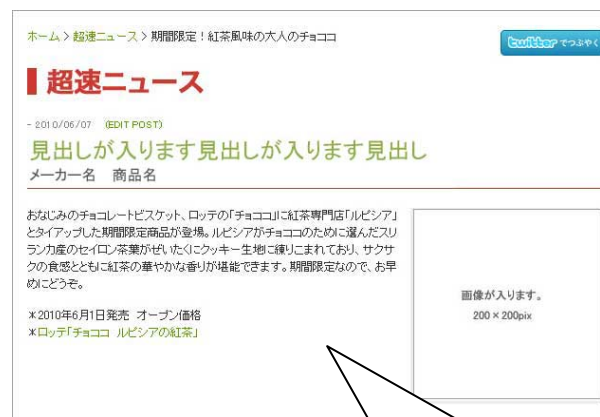 ホーム > 超速ニュース > 期間限定！紅茶風味の大人のチョココ
twitter でつぶやく
超速ニュース
- 2010/06/07 (EDIT POST)
見出しが入ります見出しが入ります見出し
メーカー名 商品名
おなじみのチョコレートビスケット、ロッテの「チョココ」に紅茶専門店「ルピシア」
とタイアップした期間限定商品が登場。ルピシアがチョココのために選んだスリ
ランカ産のセイロン茶葉がぜいたくにクッキー生地に練りこまれており、サクサ
クの食感とともに紅茶の華やかな香りが堪能できます。期間限定なので、お早
めにどうぞ。
画像が入ります。
200 × 200pix
*2010年6月1日発売 オープン価格
*ロッテ「チョココ ルピシアの紅茶」